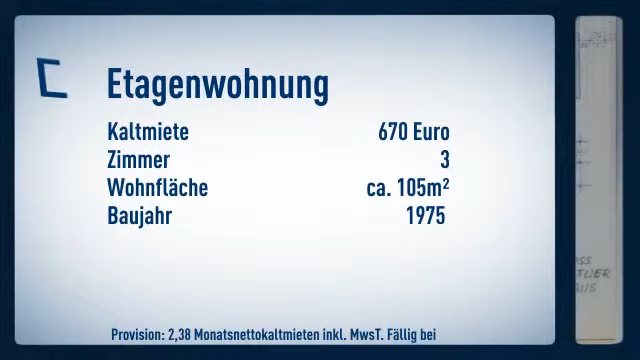 Etagenwohnung
Kaltmiete 670 Euro
Zimmer 3
Wohnfläche ca. 105m²
Baujahr 1975
Provision: 2,38 Monatsnettokaltmieten inkl. MwsT. Fällig bei